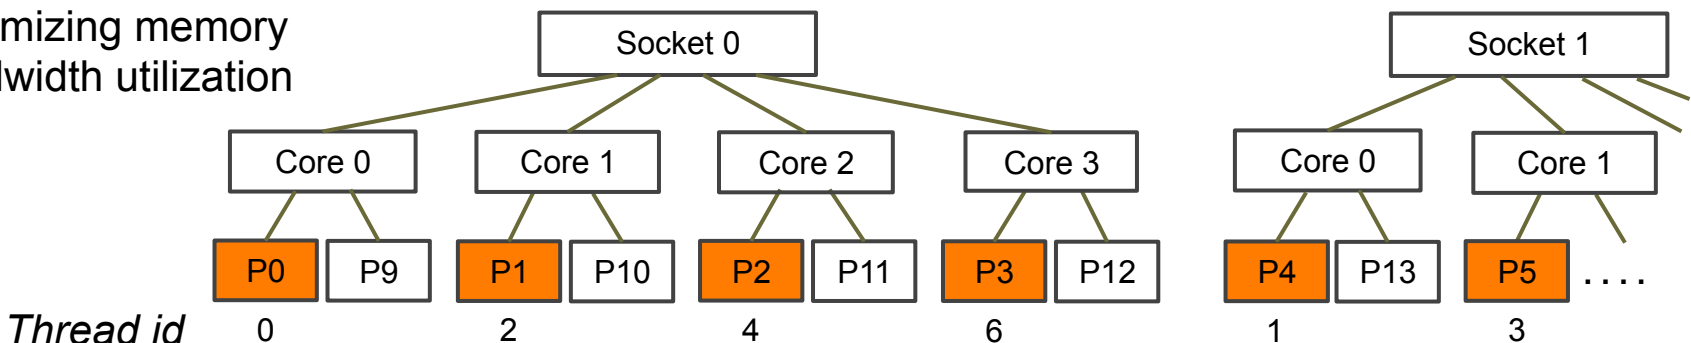 mizing memory
width utilization
Socket 0
Socket 1
Core 0
Core 1
Core 2
Core 3
Core 0
Core 1
P0
P9
P1
P10
P2
P11
P3
P12
P4
P13
P5
....
Thread id
0
2
4
6
1
3